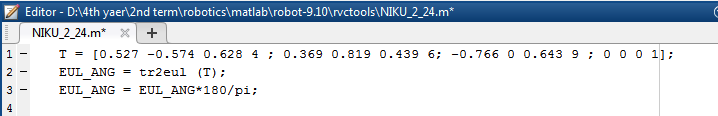 Editor - D:\4th yaer\2nd term\robotics\matlab\robot-9.10\rvctools\NIKU_2_24.m*
NIKU_2_24.m* × +
1 - T = [0.527 -0.574 0.628 4 ; 0.369 0.819 0.439 6; -0.766 0 0.643 9 ; 0 0 0 1];
2 - EUL_ANG = tr2eul (T);
3 - EUL_ANG = EUL_ANG*180/pi;
4